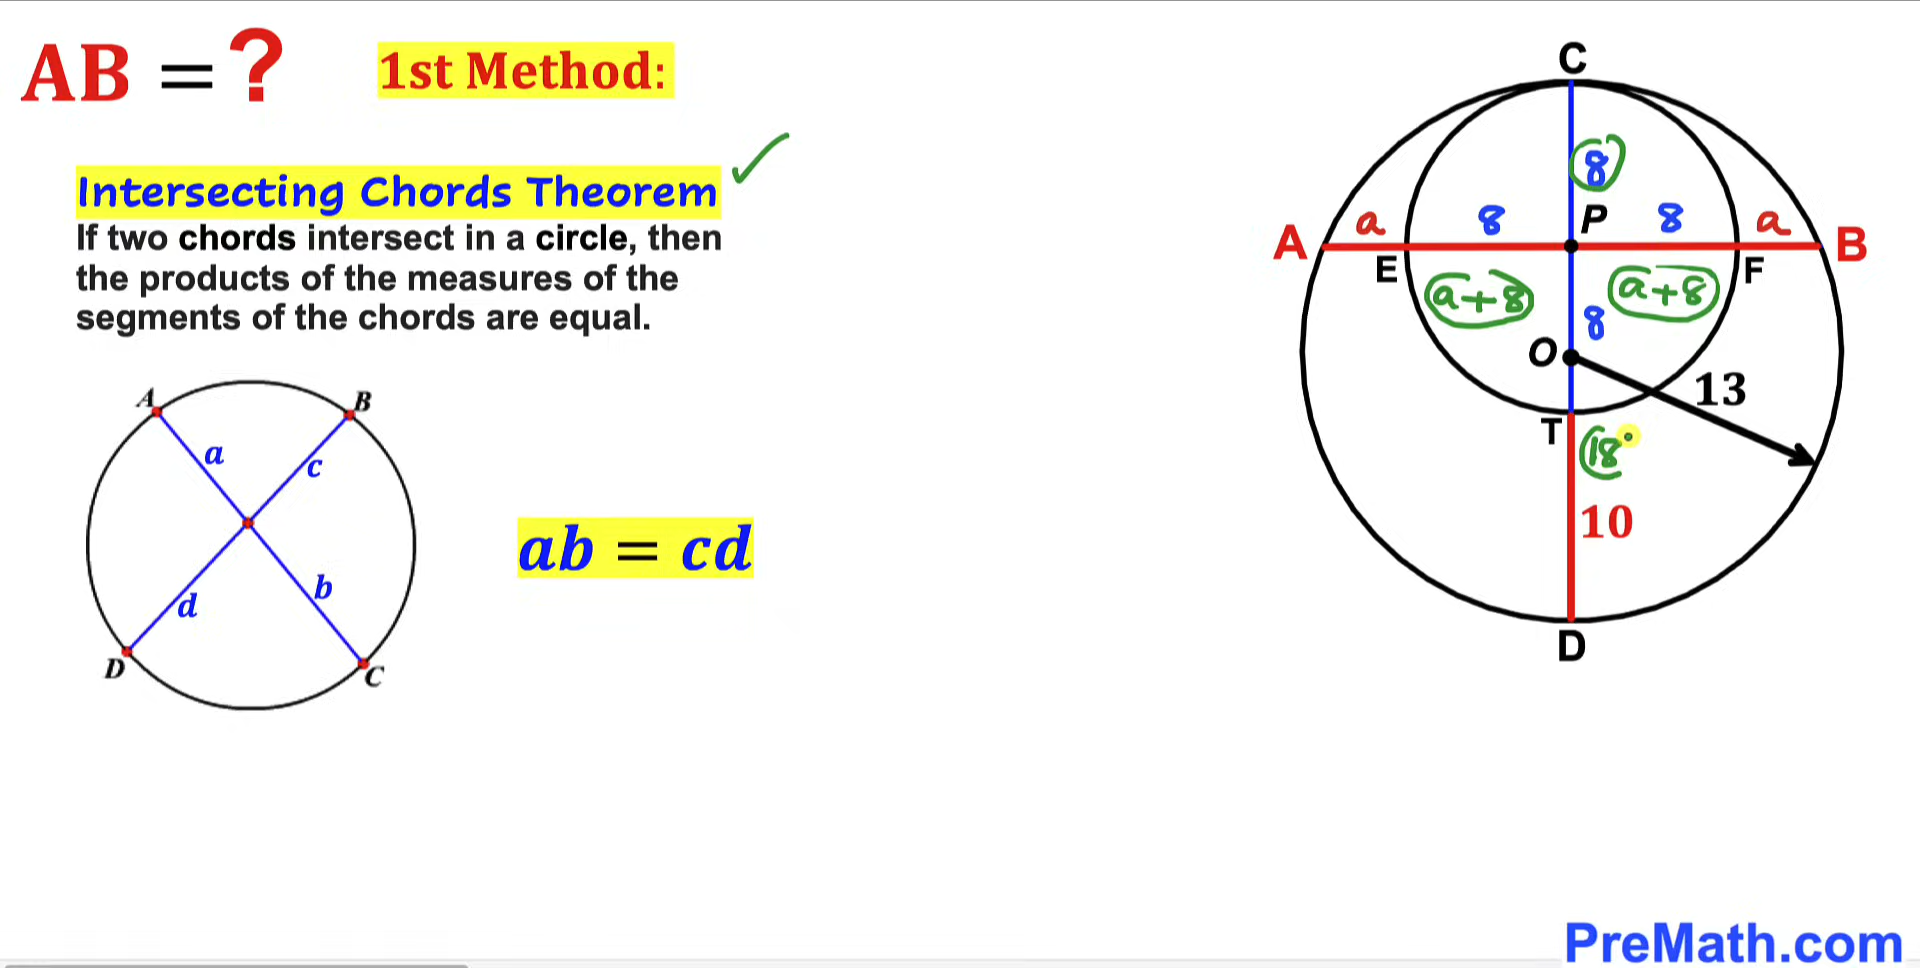 AB = ?
1st Method:
Intersecting Chords Theorem
If two chords intersect in a circle, then
the products of the measures of the
segments of the chords are equal.
A
B
a
c
d
b
D
C
ab = cd
C
8
A
a
8
P
8
a
B
E
(a+8)
(a+8)
F
8
O
13
T
(18
10
D
PreMath.com